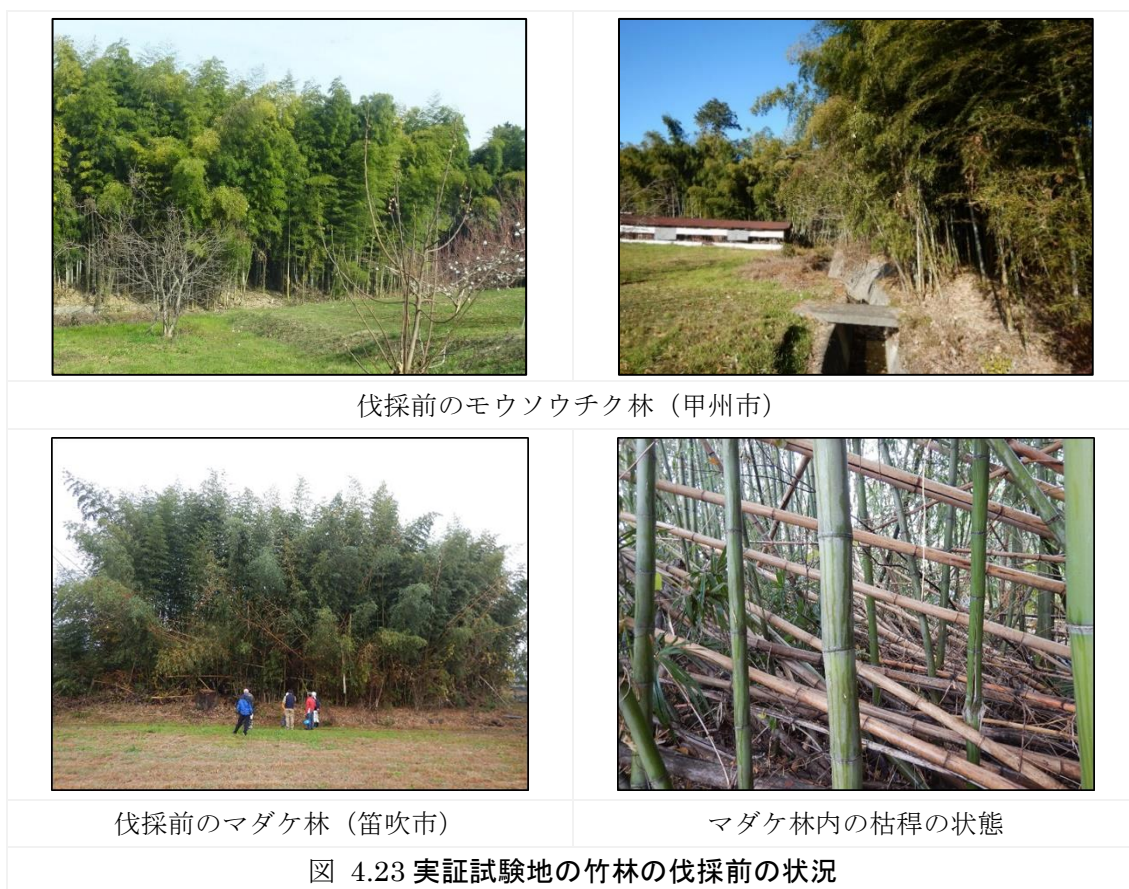 伐採前のモウソウチク林（甲州市）
伐採前のマダケ林（笛吹市）
マダケ林内の枯稈の状態
図 4.23 実証試験地の竹林の伐採前の状況